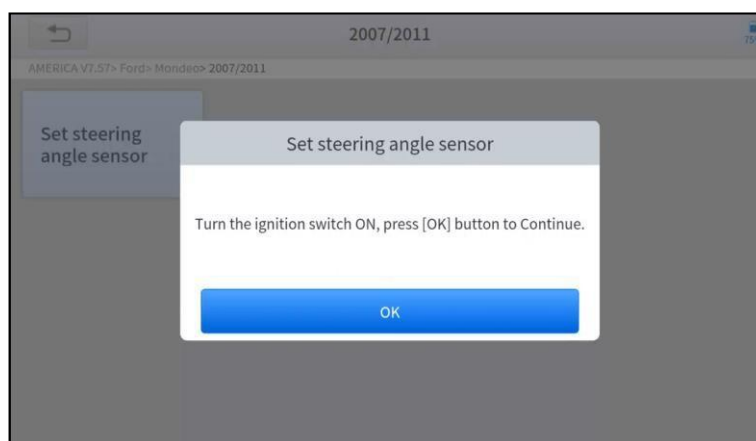 2007/2011
75%
AMERICA V7.57> Ford> Mondeo> 2007/2011
Set steering
angle sensor
Set steering angle sensor
Turn the ignition switch ON, press [OK] button to Continue.
OK